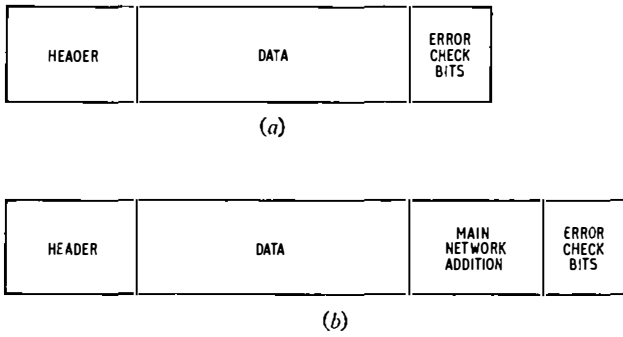 HEAOER
DATA
ERROR
CHECK
BITS
(a)
HEADER
DATA
MAIN
NETWORK
ADDITION
ERROR
CHECK
BITS
(b)